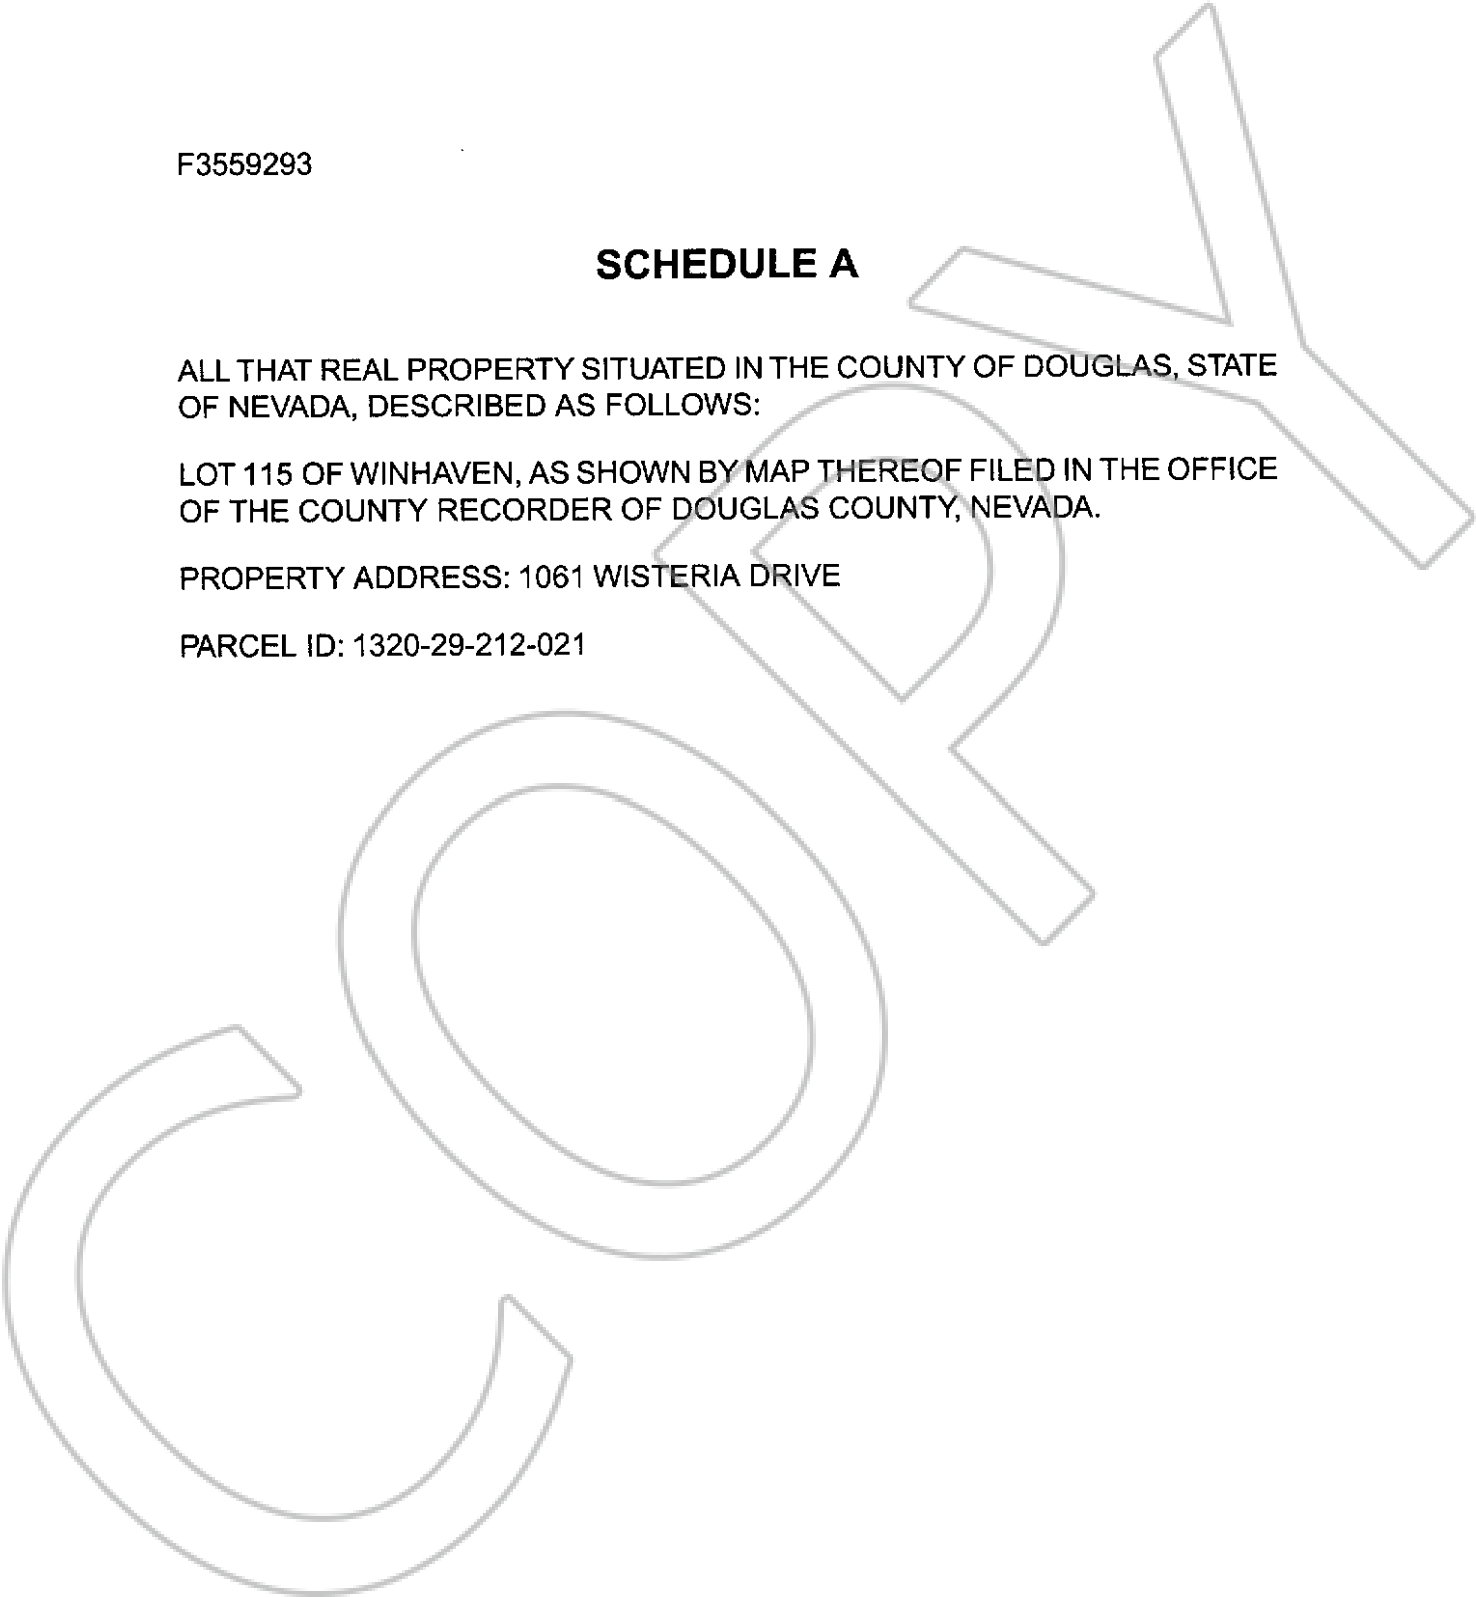 F3559293
SCHEDULE A
ALL THAT REAL PROPERTY SITUATED IN THE COUNTY OF DOUGLAS, STATE
OF NEVADA, DESCRIBED AS FOLLOWS:
LOT 115 OF WINHAVEN, AS SHOWN BY MAP THEREOF FILED IN THE OFFICE
OF THE COUNTY RECORDER OF DOUGLAS COUNTY, NEVADA.
PROPERTY ADDRESS: 1061 WISTERIA DRIVE
PARCEL ID: 1320-29-212-021
COPY